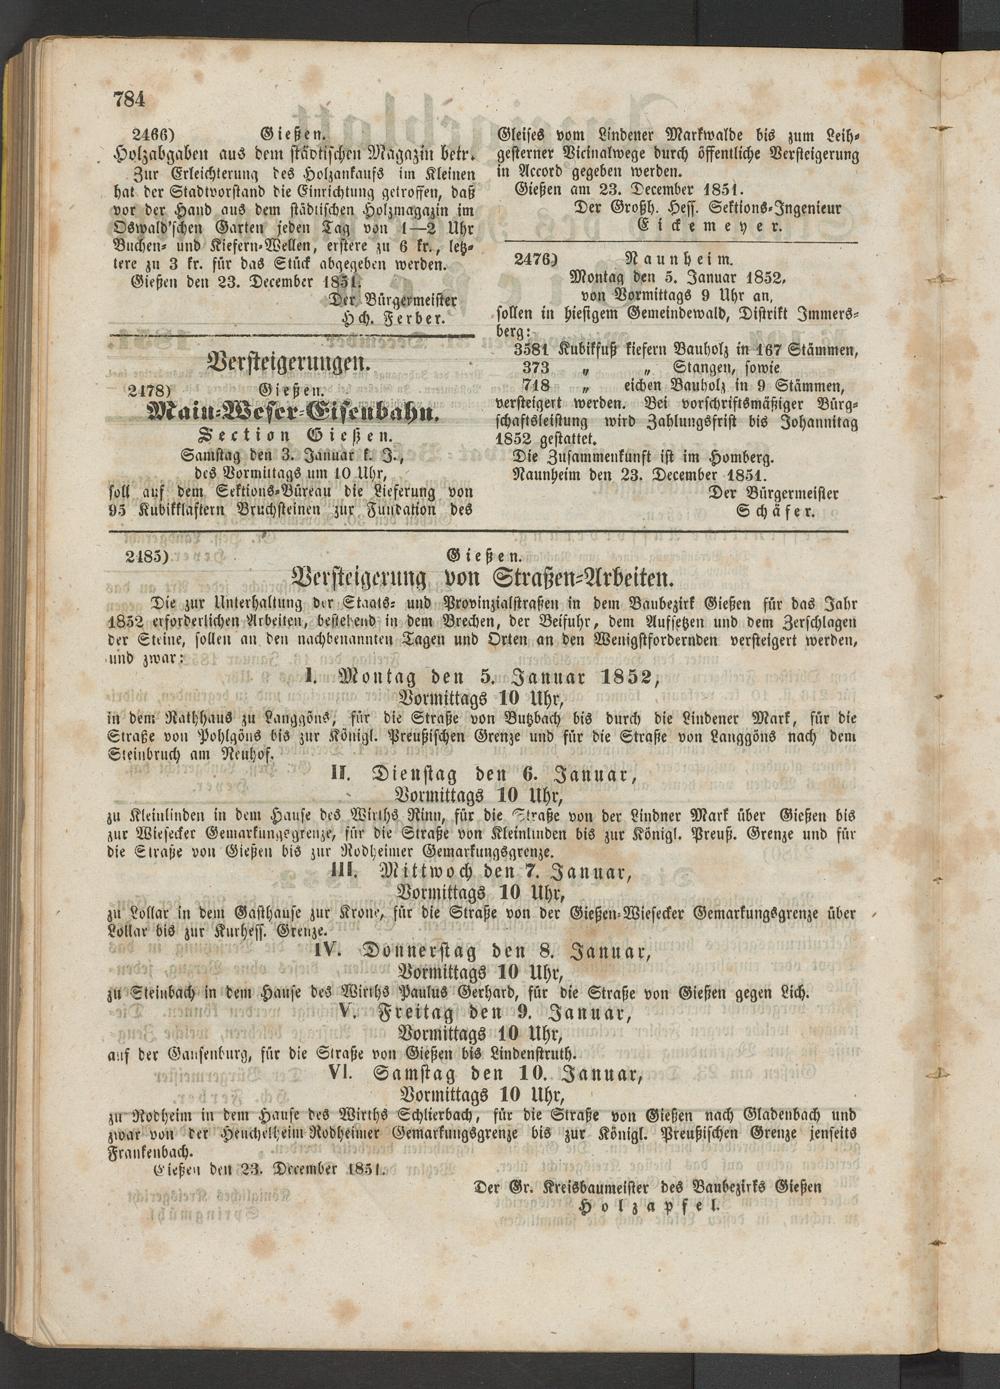 784
2466) Gießen.
Holzabgaben aus dem städtischen Magazin betr.
Zur Erleichterung des Holzankaufs im Kleinen
hat der Stadtvorstand die Einrichtung getroffen, daß
vor der Hand aus dem städtischen Holzmagazin im
Oswald'schen Garten jeden Tag von 1—2 Uhr
Buchen- und Kiefern-Wellen, erstere zu 6 kr., letz-
tere zu 3 kr. für das Stück abgegeben werden.
Gießen den 23. December 1851.
Der Bürgermeister
Hch. Ferber.
Versteigerungen.
2478) Gießen.
Main-Weser-Eisenbahn.
Section Gießen.
Samstag den 3. Januar k. J.,
des Vormittags um 10 Uhr,
soll auf dem Sektions-Büreau die Lieferung von
95 Kubikklaftern Bruchsteinen zur Fundation des
Gleises vom Lindener Markwalde bis zum Leih-
gesterner Vicinalwege durch öffentliche Versteigerung
in Accord gegeben werden.
Gießen am 23. December 1851.
Der Großh. Hess. Sektions-Ingenieur
Eickemeyer.
2476) Naunheim.
Montag den 5. Januar 1852,
von Vormittags 9 Uhr an,
sollen in hiesigem Gemeindewald, Distrikt Immers-
berg:
3581 Kubikfuß kiefern Bauholz in 167 Stämmen,
373 „ „ Stangen, sowie
718 „ eichen Bauholz in 9 Stämmen,
versteigert werden. Bei vorschriftsmäßiger Bürg-
schaftsleistung wird Zahlungsfrist bis Johannitag
1852 gestattet.
Die Zusammenkunft ist im Homberg.
Naunheim den 23. December 1851.
Der Bürgermeister
Schäfer.
2485) Gießen.
Versteigerung von Straßen-Arbeiten.
Die zur Unterhaltung der Staats- und Provinzialstraßen in dem Baubezirk Gießen für das Jahr
1852 erforderlichen Arbeiten, bestehend in dem Brechen, der Beifuhr, dem Aufsetzen und dem Zerschlagen
der Steine, sollen an den nachbenannten Tagen und Orten an den Wenigstfordernden versteigert werden,
und zwar:
I. Montag den 5. Januar 1852,
Vormittags 10 Uhr,
in dem Rathhaus zu Langgöns, für die Straße von Butzbach bis durch die Lindener Mark, für die
Straße von Pohlgöns bis zur Königl. Preußischen Grenze und für die Straße von Langgöns nach dem
Steinbruch am Neuhof.
II. Dienstag den 6. Januar,
Vormittags 10 Uhr,
zu Kleinlinden in dem Hause des Wirths Rinn, für die Straße von der Lindner Mark über Gießen bis
zur Wiesecker Gemarkungsgrenze, für die Straße von Kleinlinden bis zur Königl. Preuß. Grenze und für
die Straße von Gießen bis zur Rodheimer Gemarkungsgrenze.
III. Mittwoch den 7. Januar,
Vormittags 10 Uhr,
zu Lollar in dem Gasthause zur Krone, für die Straße von der Gießen-Wiesecker Gemarkungsgrenze über
Lollar bis zur Kurhess. Grenze.
IV. Donnerstag den 8. Januar,
Vormittags 10 Uhr,
zu Steinbach in dem Hause des Wirths Paulus Gerhard, für die Straße von Gießen gegen Lich.
V. Freitag den 9. Januar,
Vormittags 10 Uhr,
auf der Gansenburg, für die Straße von Gießen bis Lindenstruth.
VI. Samstag den 10. Januar,
Vormittags 10 Uhr,
zu Rodheim in dem Hause des Wirths Schlierbach, für die Straße von Gießen nach Gladenbach und
zwar von der Heuchelheim-Rodheimer Gemarkungsgrenze bis zur Königl. Preußischen Grenze jenseits
Frankenbach.
Gießen den 23. December 1851.
Der Gr. Kreisbaumeister des Baubezirks Gießen
Holzapfel.